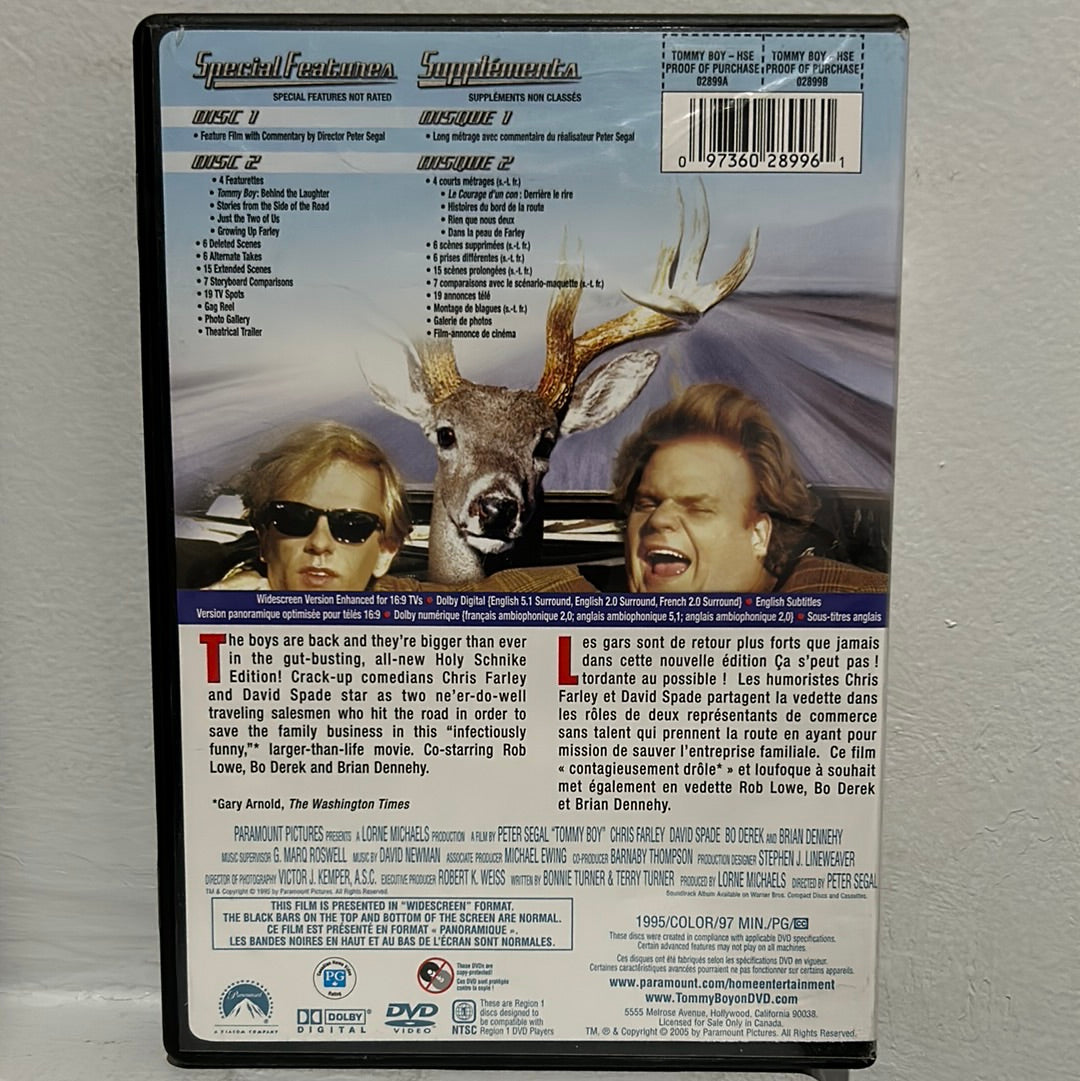 Special Features
SPECIAL FEATURES NOT RATED
DISC 1
• Feature Film with Commentary by Director Peter Segal
DISC 2
• 4 Featurettes
• Tommy Boy: Behind the Laughter
• Stories from the Side of the Road
• Just the Two of Us
• Growing Up Farley
• 6 Deleted Scenes
• 6 Alternate Takes
• 15 Extended Scenes
• 7 Storyboard Comparisons
• 19 TV Spots
• Gag Reel
• Photo Gallery
• Theatrical Trailer
Suppléments
SUPPLÉMENTS NON CLASSÉS
DISQUE 1
• Long métrage avec commentaire du réalisateur Peter Segal
DISQUE 2
• 4 courts métrages (s.-t. fr.)
• Le Courage d'un con : Derrière le rire
• Histoires du bord de la route
• Rien que nous deux
• Dans la peau de Farley
• 6 scènes supprimées (s.-t. fr.)
• 6 prises différentes (s.-t. fr.)
• 15 scènes prolongées (s.-t. fr.)
• 7 comparaisons avec le scénario-maquette (s.-t. fr.)
• 19 annonces télé
• Montage de blagues (s.-t. fr.)
• Galerie de photos
• Film-annonce de cinéma
TOMMY BOY – HSE
PROOF OF PURCHASE
02899A
TOMMY BOY – HSE
PROOF OF PURCHASE
02899B
0 97360 28996 1
Widescreen Version Enhanced for 16:9 TVs • Dolby Digital {English 5.1 Surround, English 2.0 Surround, French 2.0 Surround} • English Subtitles
Version panoramique optimisée pour télés 16:9 • Dolby numérique {français ambiophonique 2,0; anglais ambiophonique 5,1; anglais ambiophonique 2,0} • Sous-titres anglais
The boys are back and they're bigger than ever
in the gut-busting, all-new Holy Schnike
Edition! Crack-up comedians Chris Farley
and David Spade star as two ne'er-do-well
traveling salesmen who hit the road in order to
save the family business in this "infectiously
funny,"* larger-than-life movie. Co-starring Rob
Lowe, Bo Derek and Brian Dennehy.
*Gary Arnold, The Washington Times
Les gars sont de retour plus forts que jamais
dans cette nouvelle édition Ça s'peut pas !
tordante au possible ! Les humoristes Chris
Farley et David Spade partagent la vedette dans
les rôles de deux représentants de commerce
sans talent qui prennent la route en ayant pour
mission de sauver l'entreprise familiale. Ce film
« contagieusement drôle* » et loufoque à souhait
met également en vedette Rob Lowe, Bo Derek
et Brian Dennehy.
PARAMOUNT PICTURES PRESENTS A LORNE MICHAELS PRODUCTION A FILM BY PETER SEGAL "TOMMY BOY" CHRIS FARLEY DAVID SPADE BO DEREK AND BRIAN DENNEHY
MUSIC SUPERVISOR G. MARQ ROSWELL MUSIC BY DAVID NEWMAN ASSOCIATE PRODUCER MICHAEL EWING CO-PRODUCER BARNABY THOMPSON PRODUCTION DESIGNER STEPHEN J. LINEWEAVER
DIRECTOR OF PHOTOGRAPHY VICTOR J. KEMPER, A.S.C. EXECUTIVE PRODUCER ROBERT K. WEISS WRITTEN BY BONNIE TURNER & TERRY TURNER PRODUCED BY LORNE MICHAELS DIRECTED BY PETER SEGAL
TM & Copyright © 1995 by Paramount Pictures. All Rights Reserved.
Soundtrack Album Available on Warner Bros. Compact Discs and Cassettes.
THIS FILM IS PRESENTED IN "WIDESCREEN" FORMAT.
THE BLACK BARS ON THE TOP AND BOTTOM OF THE SCREEN ARE NORMAL.
CE FILM EST PRÉSENTÉ EN FORMAT « PANORAMIQUE ».
LES BANDES NOIRES EN HAUT ET AU BAS DE L'ÉCRAN SONT NORMALES.
1995/COLOR/97 MIN./PG/CC
These discs were created in compliance with applicable DVD specifications.
Certain advanced features may not play on all machines.
Ces disques ont été fabriqués selon les spécifications DVD en vigueur.
Certaines caractéristiques avancées pourraient ne pas fonctionner sur certains appareils.
www.paramount.com/homeentertainment
www.TommyBoyonDVD.com
5555 Melrose Avenue, Hollywood, California 90038.
Licensed for Sale Only in Canada.
TM, ® & Copyright © 2005 by Paramount Pictures. All Rights Reserved.
Paramount
A VIACOM COMPANY
Canadian Home Video
PG
Rated
DOLBY
DIGITAL
These DVDs are
copy-protected!
Ces DVD sont protégés
contre la copie !
DVD
VIDEO
1
NTSC
These are Region 1
discs designed to
be compatible with
Region 1 DVD Players